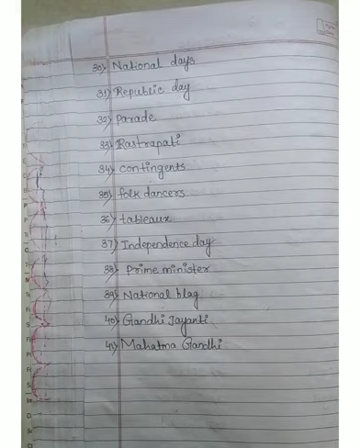 30) National days
31) Republic day
32) Parade
33) Rastrapati
34) contingents
35) folk dancers
36) tableaux
37) Independence day
38) Prime minister
39) National blag
40) Gandhi Jayanti
41) Mahatma Gandhi